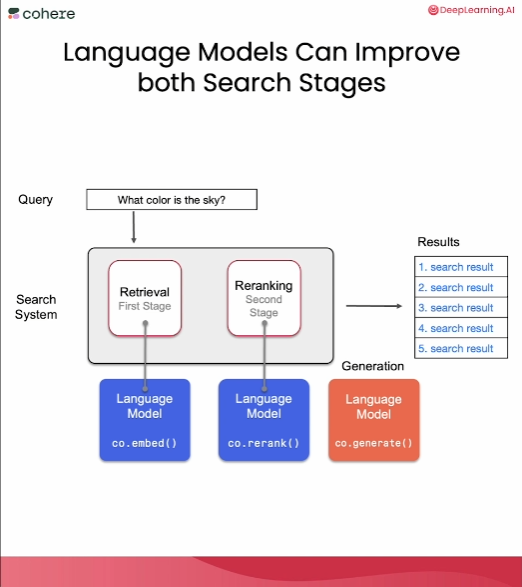 cohere
DeepLearning.AI
Language Models Can Improve
both Search Stages
Query
What color is the sky?
Search
System
Retrieval
First Stage
Reranking
Second
Stage
Results
1. search result
2. search result
3. search result
4. search result
5. search result
Generation
Language
Model
co.embed()
Language
Model
co.rerank()
Language
Model
co.generate()